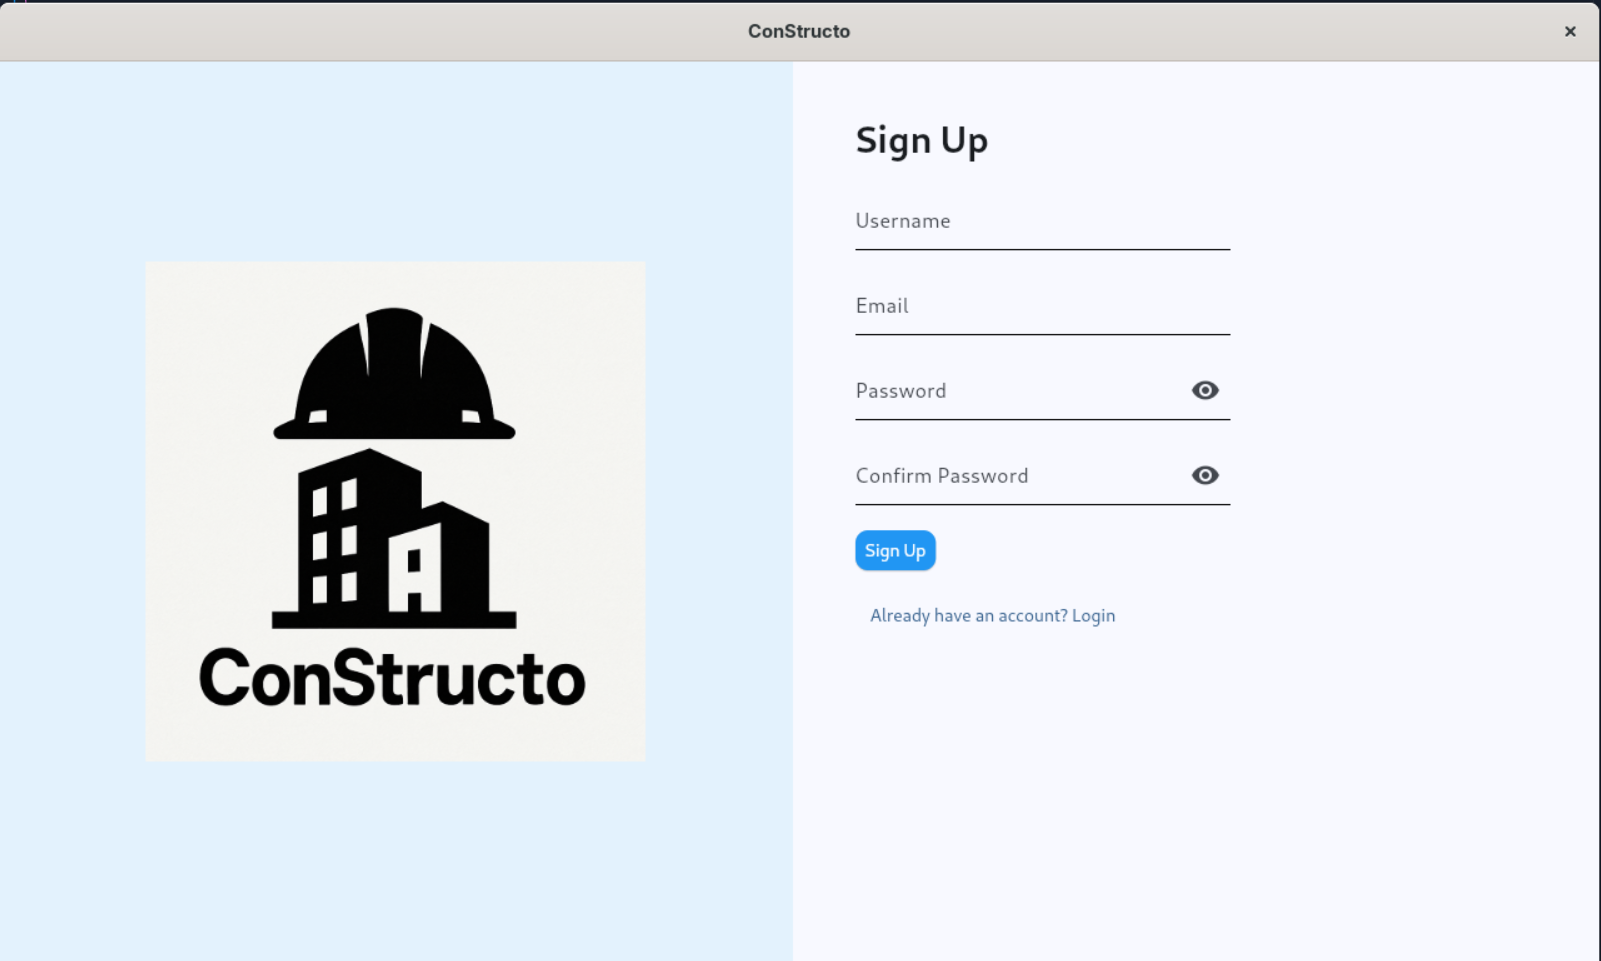 ConStructo
ConStructo
Sign Up
Username
Email
Password
Confirm Password
Sign Up
Already have an account? Login